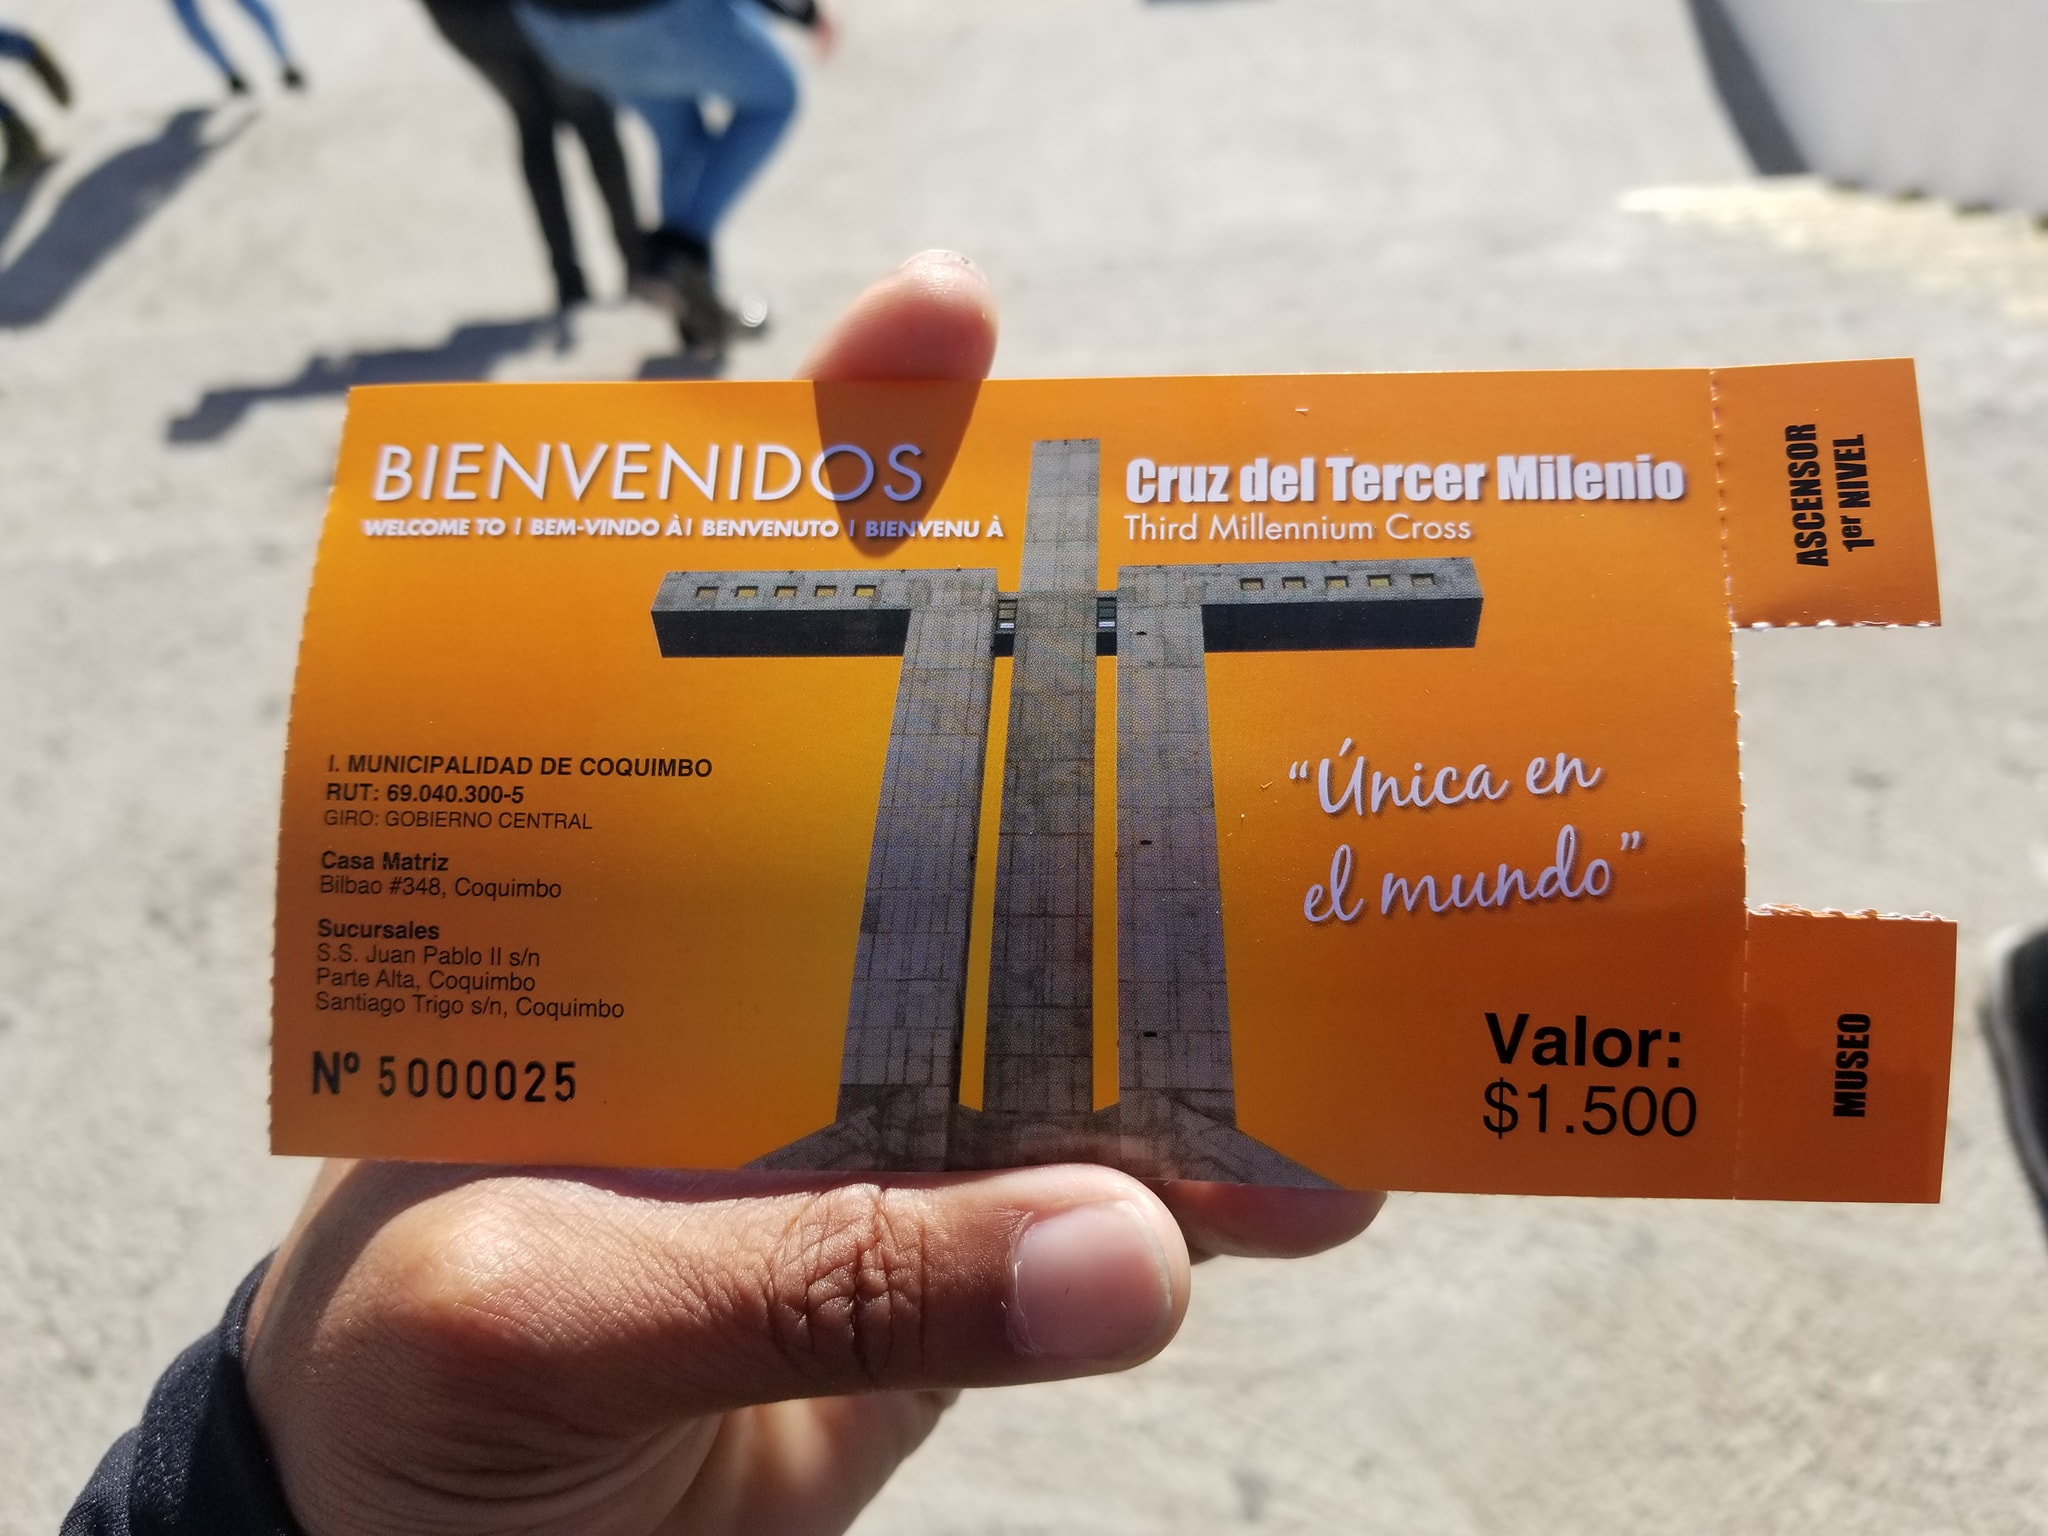 BIENVENIDOS
WELCOME TO | BEM-VINDO À| BENVENUTO | BIENVENU À
Cruz del Tercer Milenio
Third Millennium Cross
I. MUNICIPALIDAD DE COQUIMBO
RUT: 69.040.300-5
GIRO: GOBIERNO CENTRAL
Casa Matriz
Bilbao #348, Coquimbo
Sucursales
S.S. Juan Pablo II s/n
Parte Alta, Coquimbo
Santiago Trigo s/n, Coquimbo
Nº 5000025
“Única en
el mundo”
Valor:
$1.500
ASCENSOR
1er NIVEL
MUSEO